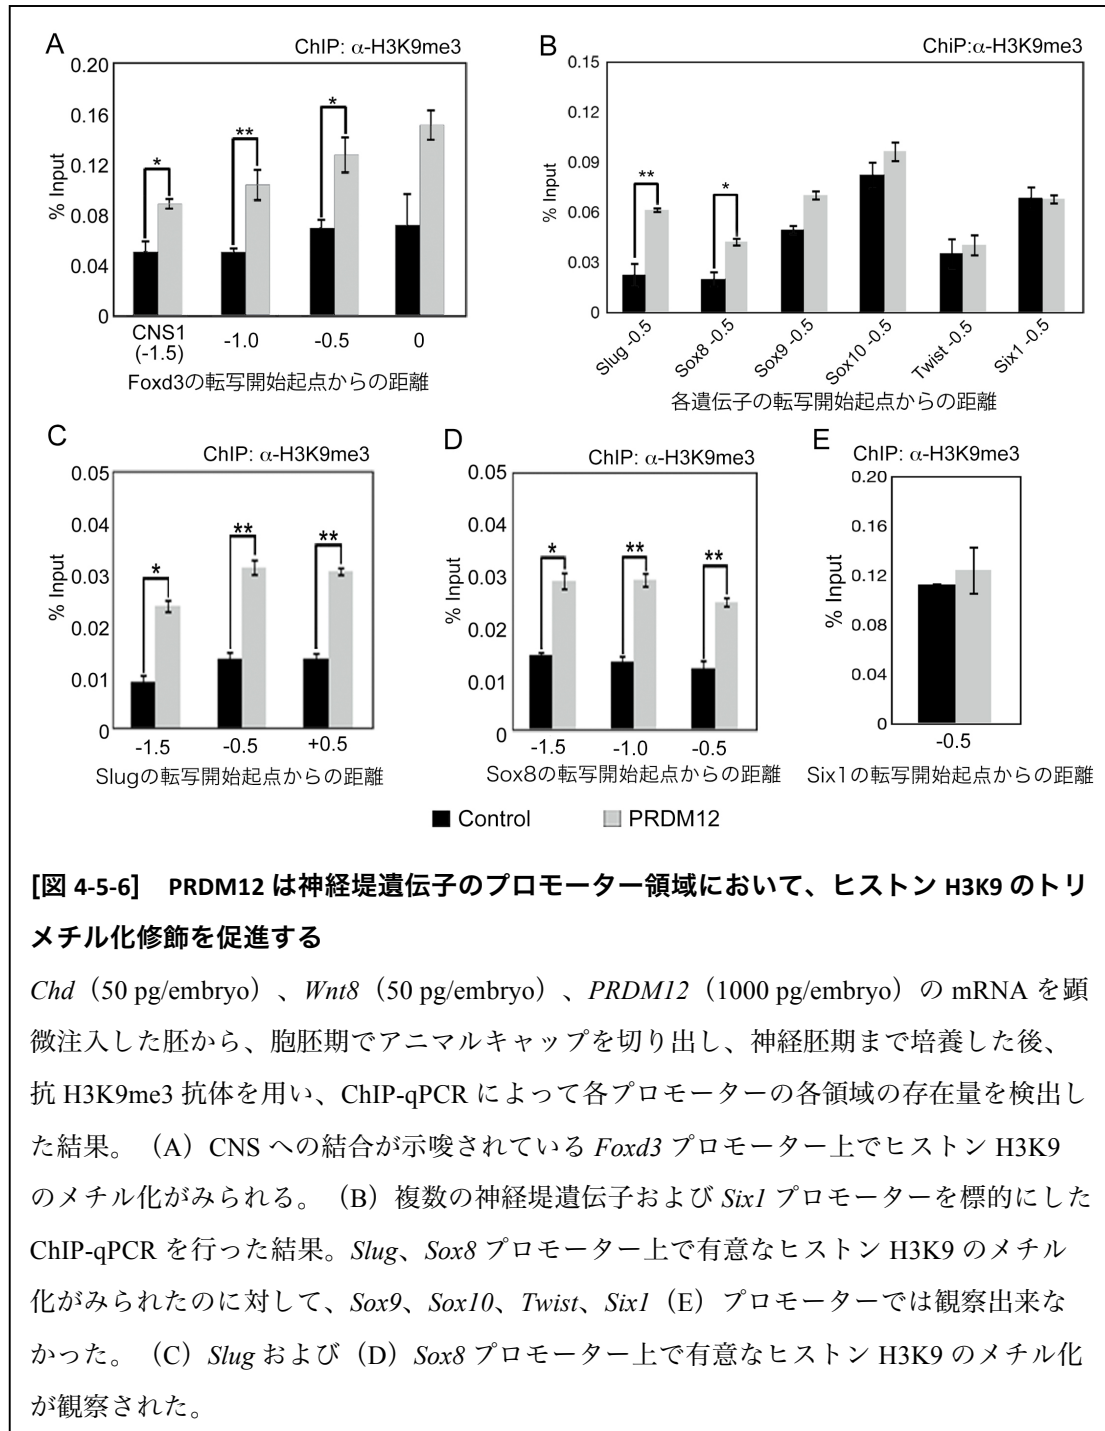 A
ChIP: α-H3K9me3
0.20
0.16
0.12
0.08
0.04
0
% Input
*
**
*
CNS1
(-1.5)
-1.0
-0.5
0
Foxd3の転写開始起点からの距離
B
ChiP:α-H3K9me3
0.15
0.12
0.09
0.06
0.03
0
% Input
**
*
Slug -0.5
Sox8 -0.5
Sox9 -0.5
Sox10 -0.5
Twist -0.5
Six1 -0.5
各遺伝子の転写開始起点からの距離
C
ChIP: α-H3K9me3
0.05
0.04
0.03
0.02
0.01
0
% Input
*
**
**
-1.5
-0.5
+0.5
Slugの転写開始起点からの距離
D
ChIP: α-H3K9me3
0.05
0.04
0.03
0.02
0.01
0
% Input
*
**
**
-1.5
-1.0
-0.5
Sox8の転写開始起点からの距離
E
ChIP: α-H3K9me3
0.20
0.16
0.12
0.08
0.04
0
% Input
-0.5
Six1の転写開始起点からの距離
Control
PRDM12
[図 4-5-6] PRDM12 は神経堤遺伝子のプロモーター領域において、ヒストン H3K9 のトリ
メチル化修飾を促進する
Chd（50 pg/embryo）、Wnt8（50 pg/embryo）、PRDM12（1000 pg/embryo）の mRNA を顕
微注入した胚から、胞胚期でアニマルキャップを切り出し、神経胚期まで培養した後、
抗 H3K9me3 抗体を用い、ChIP-qPCR によって各プロモーターの各領域の存在量を検出し
た結果。（A）CNS への結合が示唆されている Foxd3 プロモーター上でヒストン H3K9
のメチル化がみられる。（B）複数の神経堤遺伝子および Six1 プロモーターを標的にした
ChIP-qPCR を行った結果。Slug、Sox8 プロモーター上で有意なヒストン H3K9 のメチル
化がみられたのに対して、Sox9、Sox10、Twist、Six1（E）プロモーターでは観察出来な
かった。（C）Slug および（D）Sox8 プロモーター上で有意なヒストン H3K9 のメチル化
が観察された。